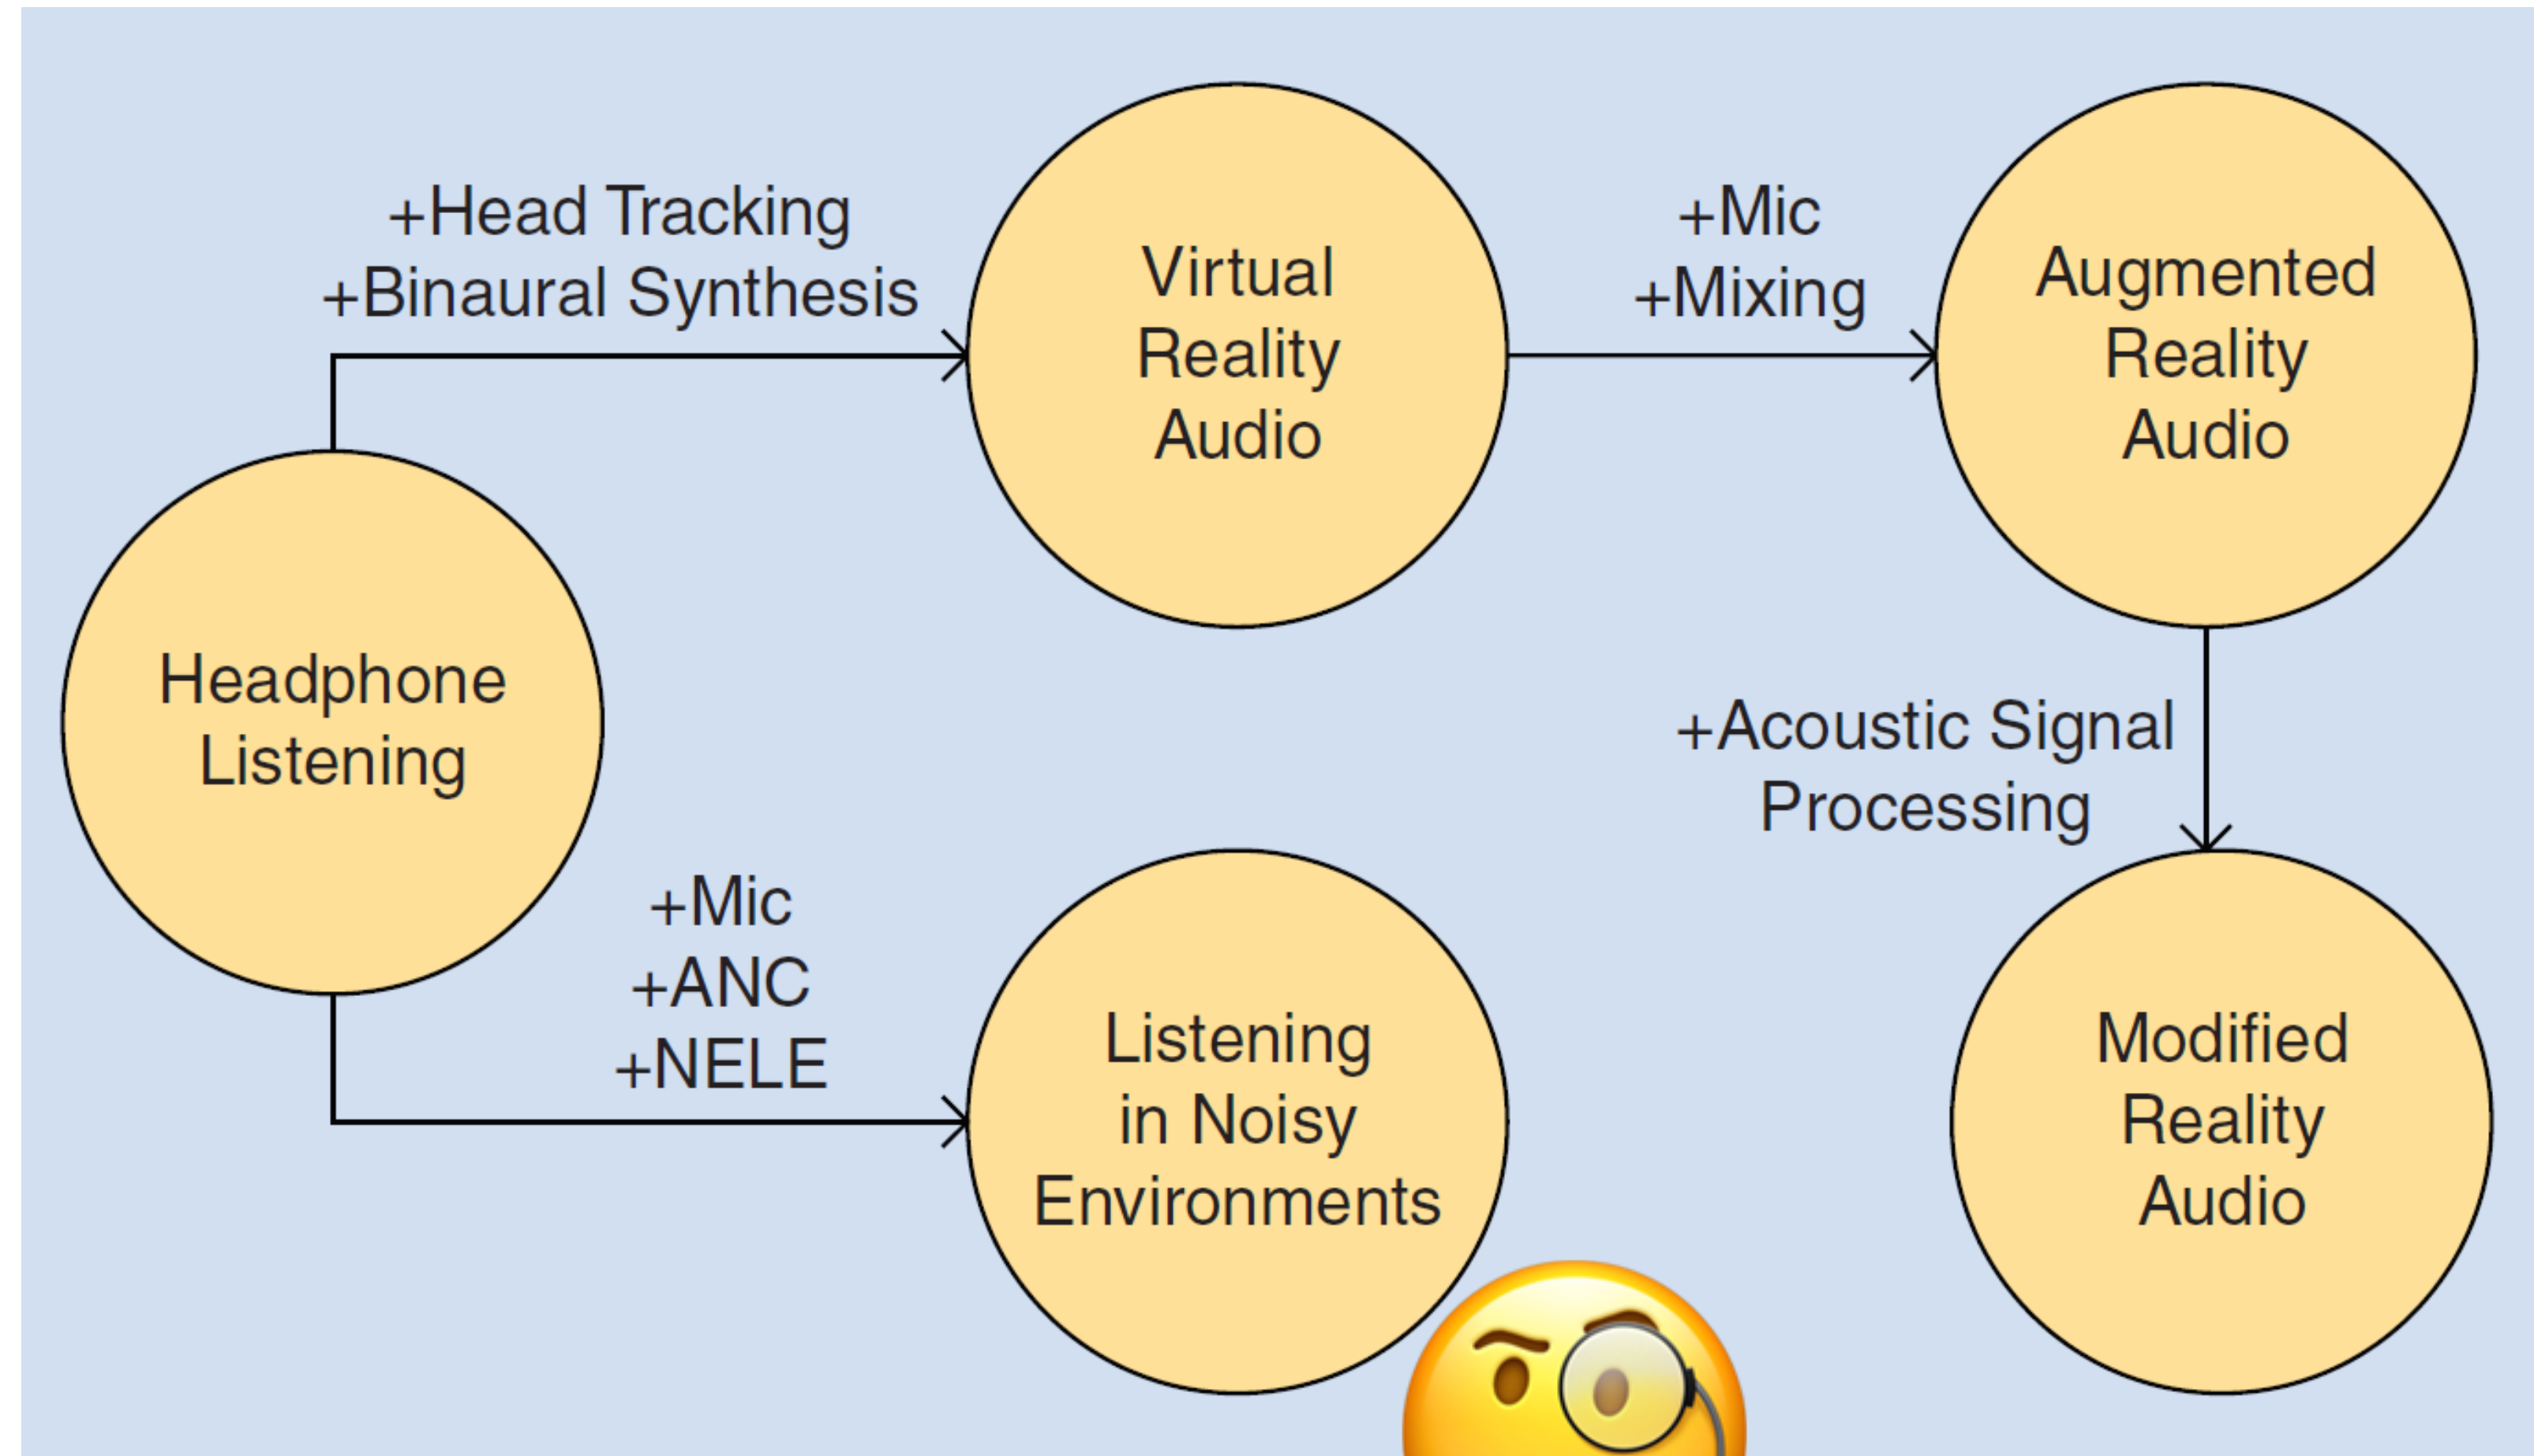 +Head Tracking
+Binaural Synthesis
Virtual
Reality
Audio
+Mic
+Mixing
Augmented
Reality
Audio
Headphone
Listening
+Acoustic Signal
Processing
+Mic
+ANC
+NELE
Listening
in Noisy
Environments
Modified
Reality
Audio